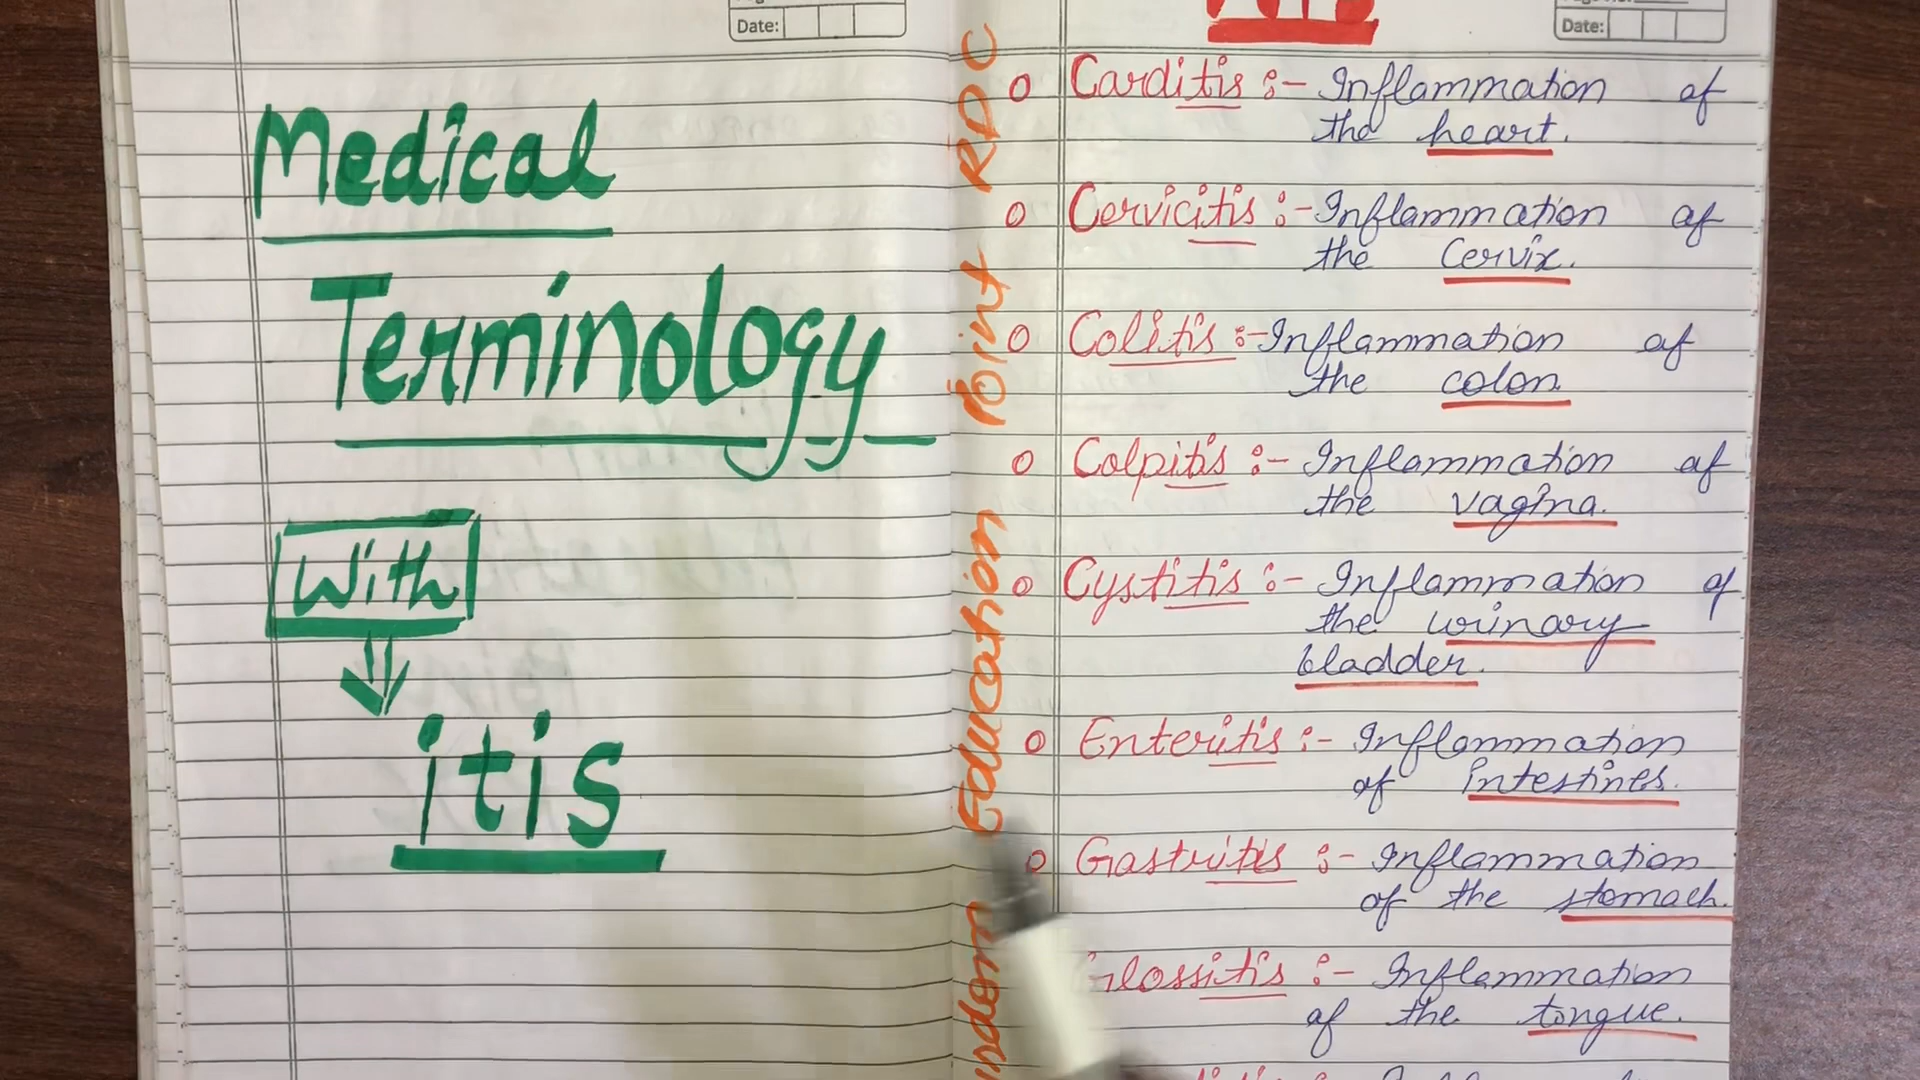 Date:
Medical
Terminology
With
itis
Education Point RDC
Date:
Carditis :- Inflammation of
the heart.
Cervicitis :- Inflammation of
the Cervix.
Colitis :- Inflammation of
the colon.
Colpitis :- Inflammation of
the vagina.
Cystitis :- Inflammation of
the urinary
bladder.
Enteritis :- Inflammation
of intestines.
Gastritis :- Inflammation
of the stomach.
Glossitis :- Inflammation
of the tongue.